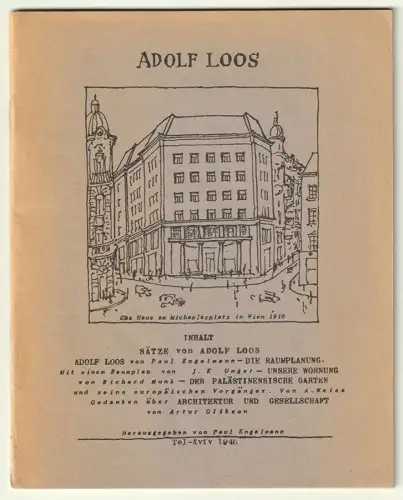 ADOLF LOOS
Das Haus am Michaelerplatz in Wien 1910
INHALT
SÄTZE von ADOLF LOOS
ADOLF LOOS von Paul Engelmann — DIE RAUMPLANUNG.
Mit einem Raumplan von J. E Unger — UNSERE WOHNUNG
von Richard Munk — DER PALÄSTINENSISCHE GARTEN
und seine europäischen Vorgänger. Von A. Weiss
Gedanken über ARCHITEKTUR UND GESELLSCHAFT
von Artur Glikson
Herausgegeben von Paul Engelmann
Tel-Aviv 1946